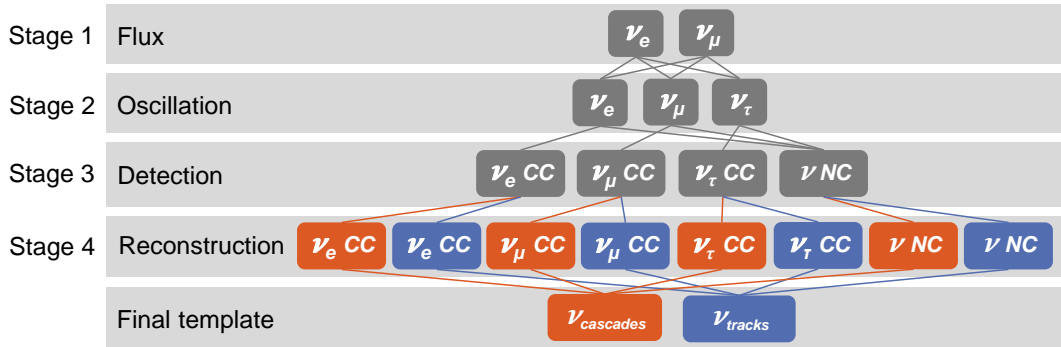 Stage 1 Flux νe νμ
Stage 2 Oscillation νe νμ ντ
Stage 3 Detection νe CC νμ CC ντ CC ν NC
Stage 4 Reconstruction νe CC νe CC νμ CC νμ CC ντ CC ντ CC ν NC ν NC
Final template νcascades νtracks